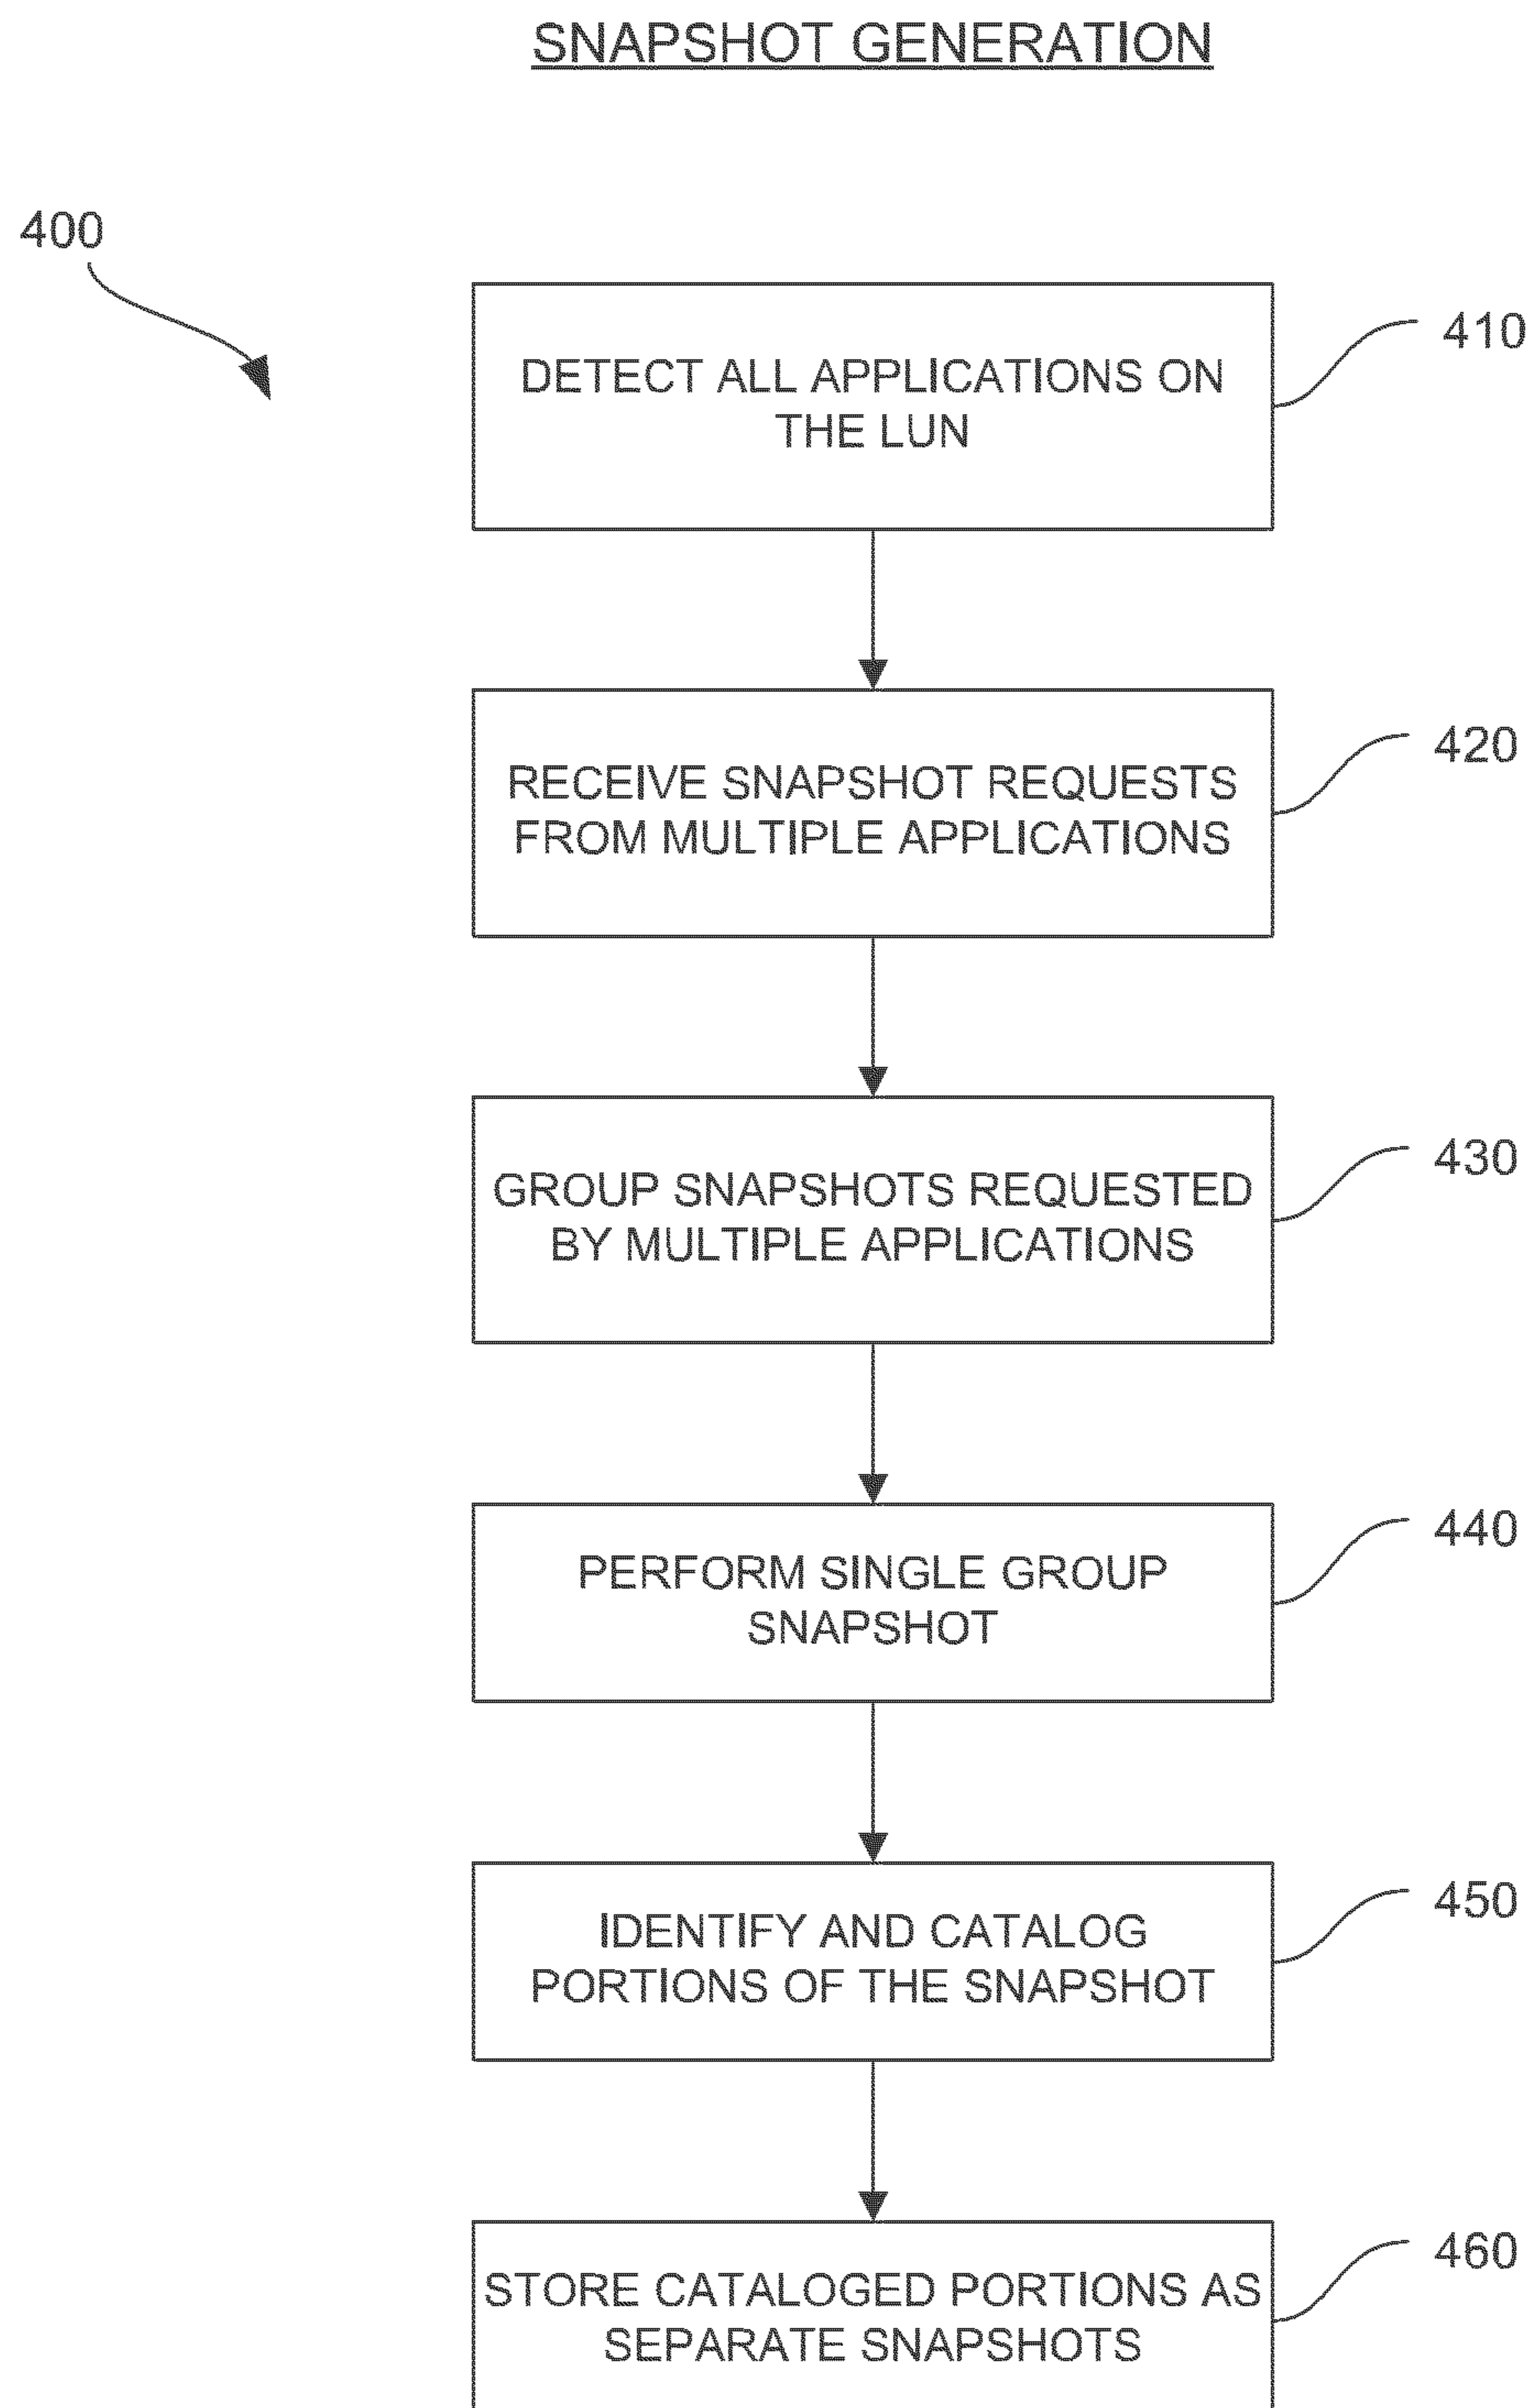 SNAPSHOT GENERATION
400
DETECT ALL APPLICATIONS ON
THE LUN
410
RECEIVE SNAPSHOT REQUESTS
FROM MULTIPLE APPLICATIONS
420
GROUP SNAPSHOTS REQUESTED
BY MULTIPLE APPLICATIONS
430
PERFORM SINGLE GROUP
SNAPSHOT
440
IDENTIFY AND CATALOG
PORTIONS OF THE SNAPSHOT
450
STORE CATALOGED PORTIONS AS
SEPARATE SNAPSHOTS
460